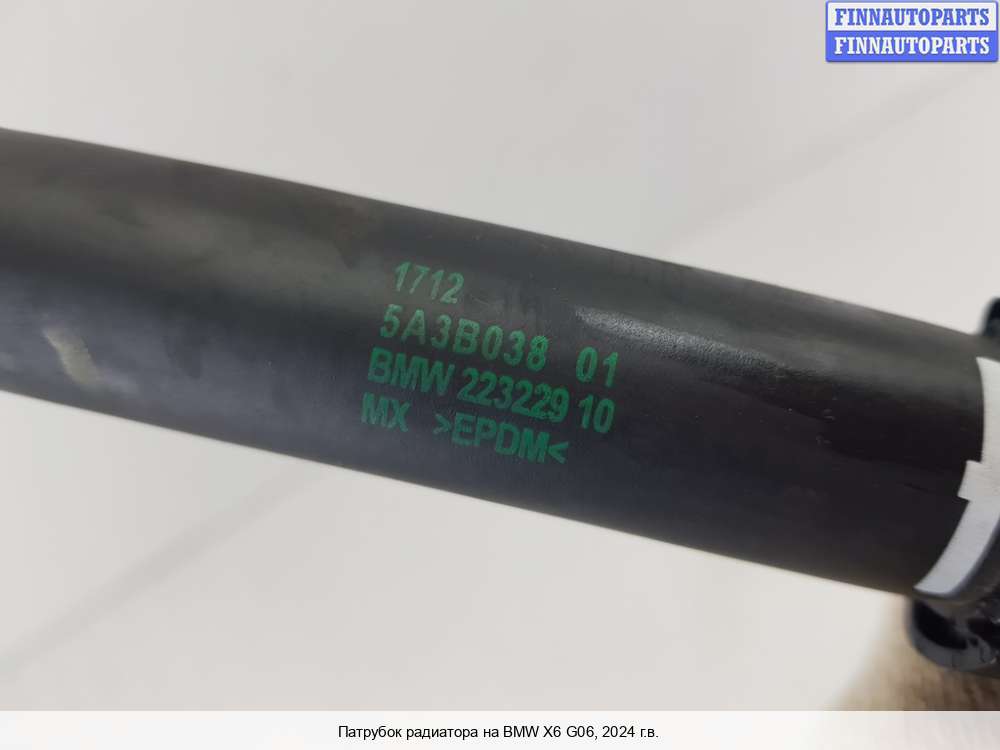 FINNAUTOPARTS
FINNAUTOPARTS
1712
5A3B038 01
BMW 223229 10
MX >EPDM<
Патрубок радиатора на BMW X6 G06, 2024 г.в.